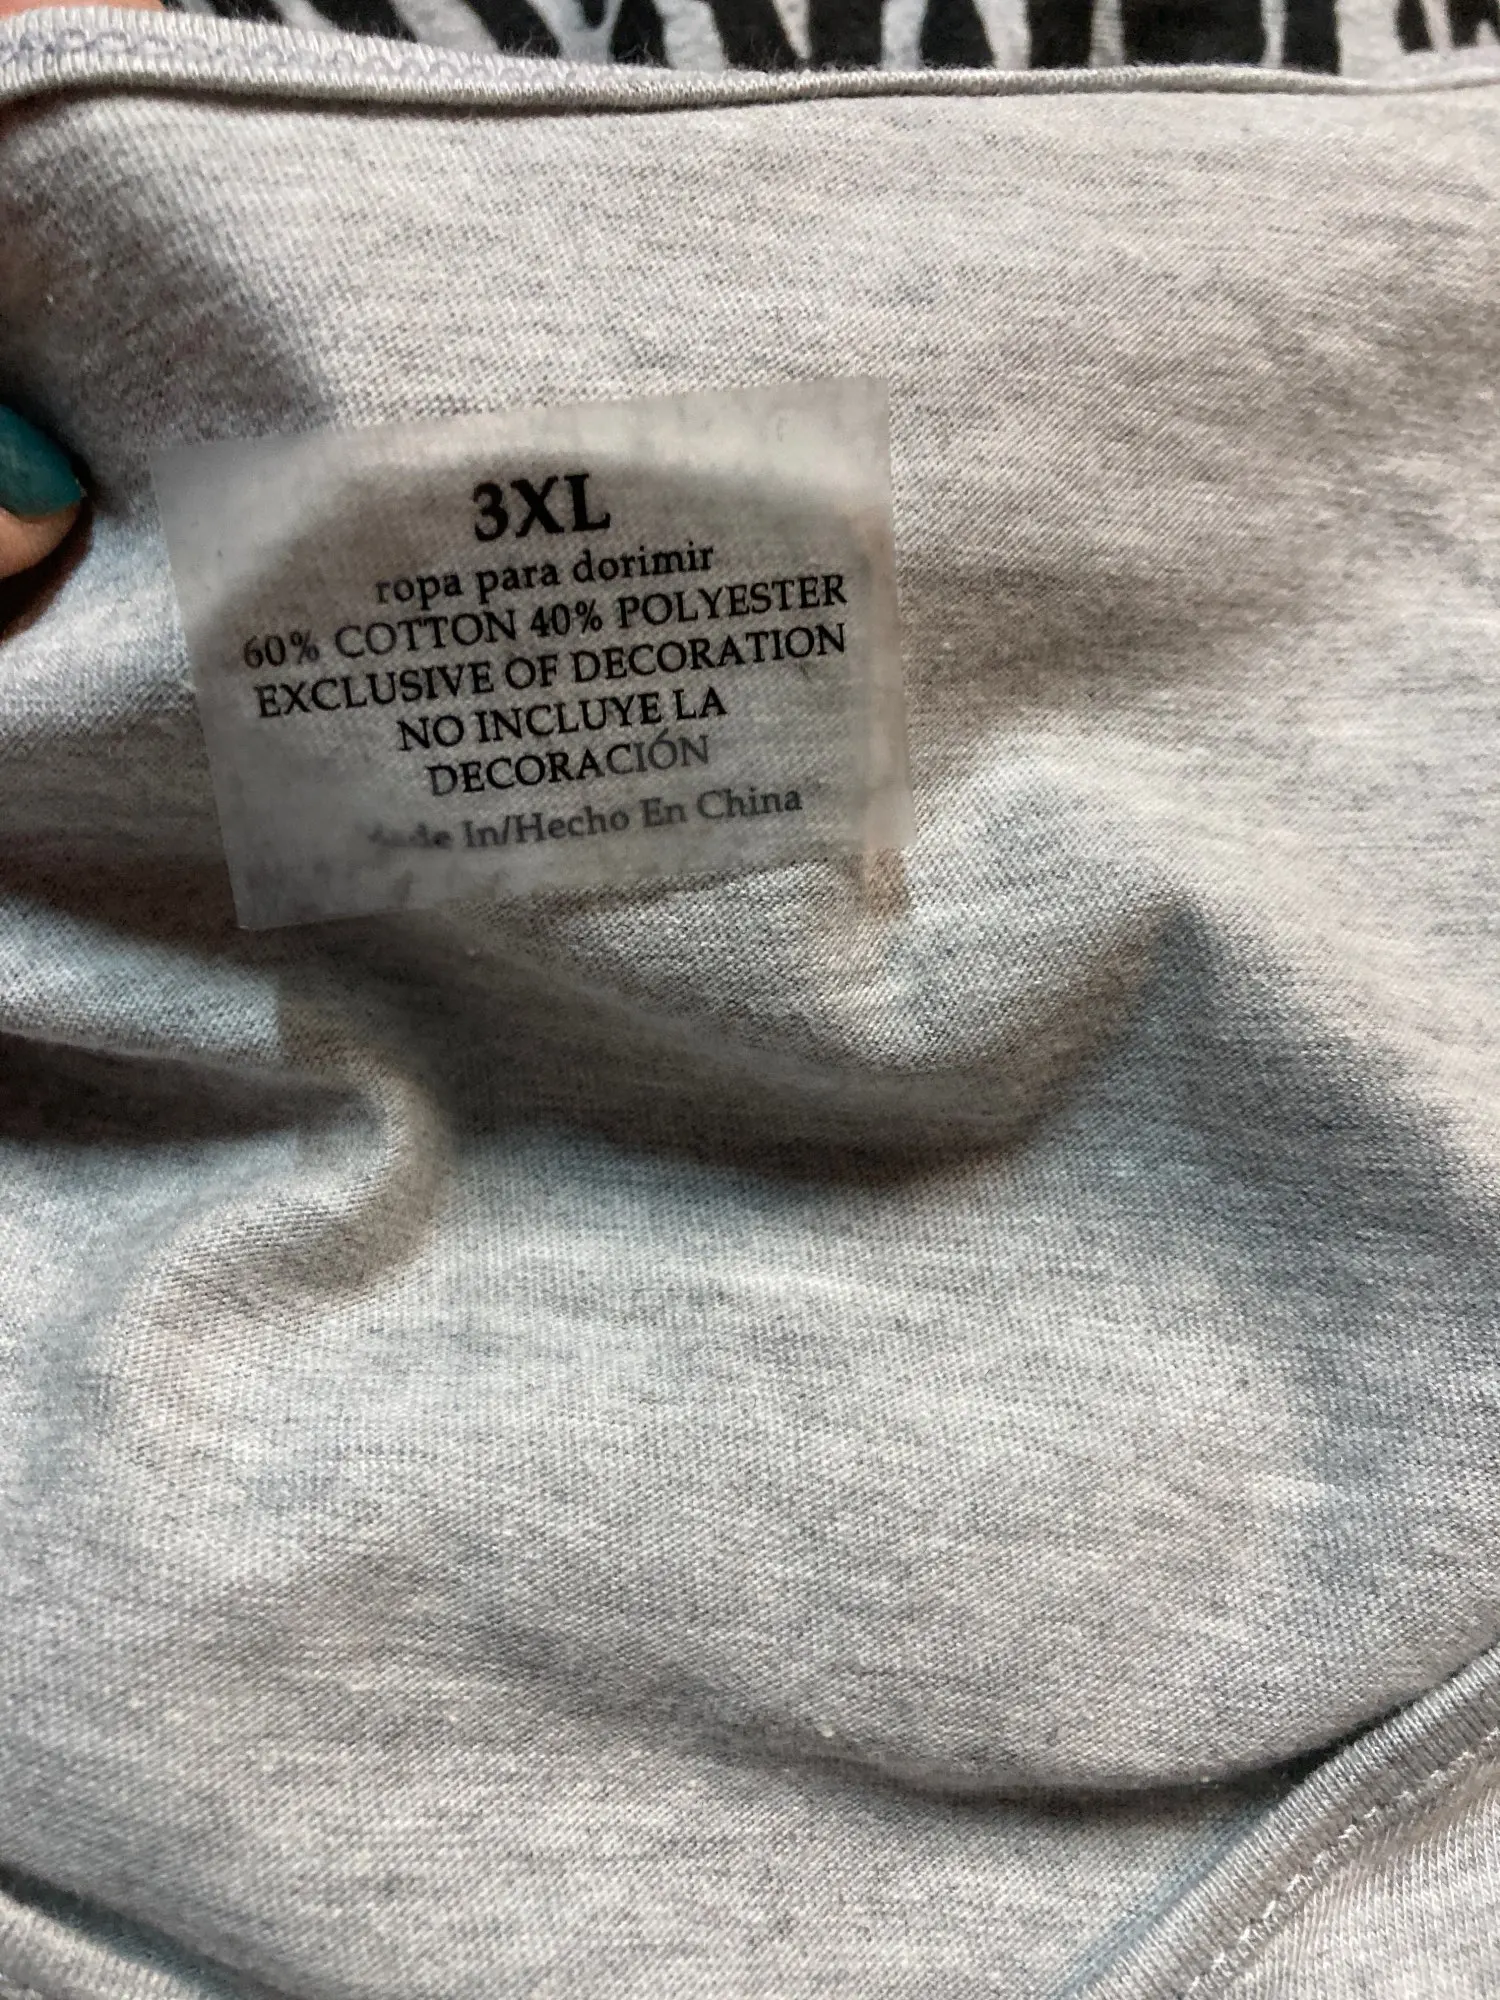 3XL
ropa para dorimir
60% COTTON 40% POLYESTER
EXCLUSIVE OF DECORATION
NO INCLUYE LA
DECORACIÓN
Made In/Hecho En China